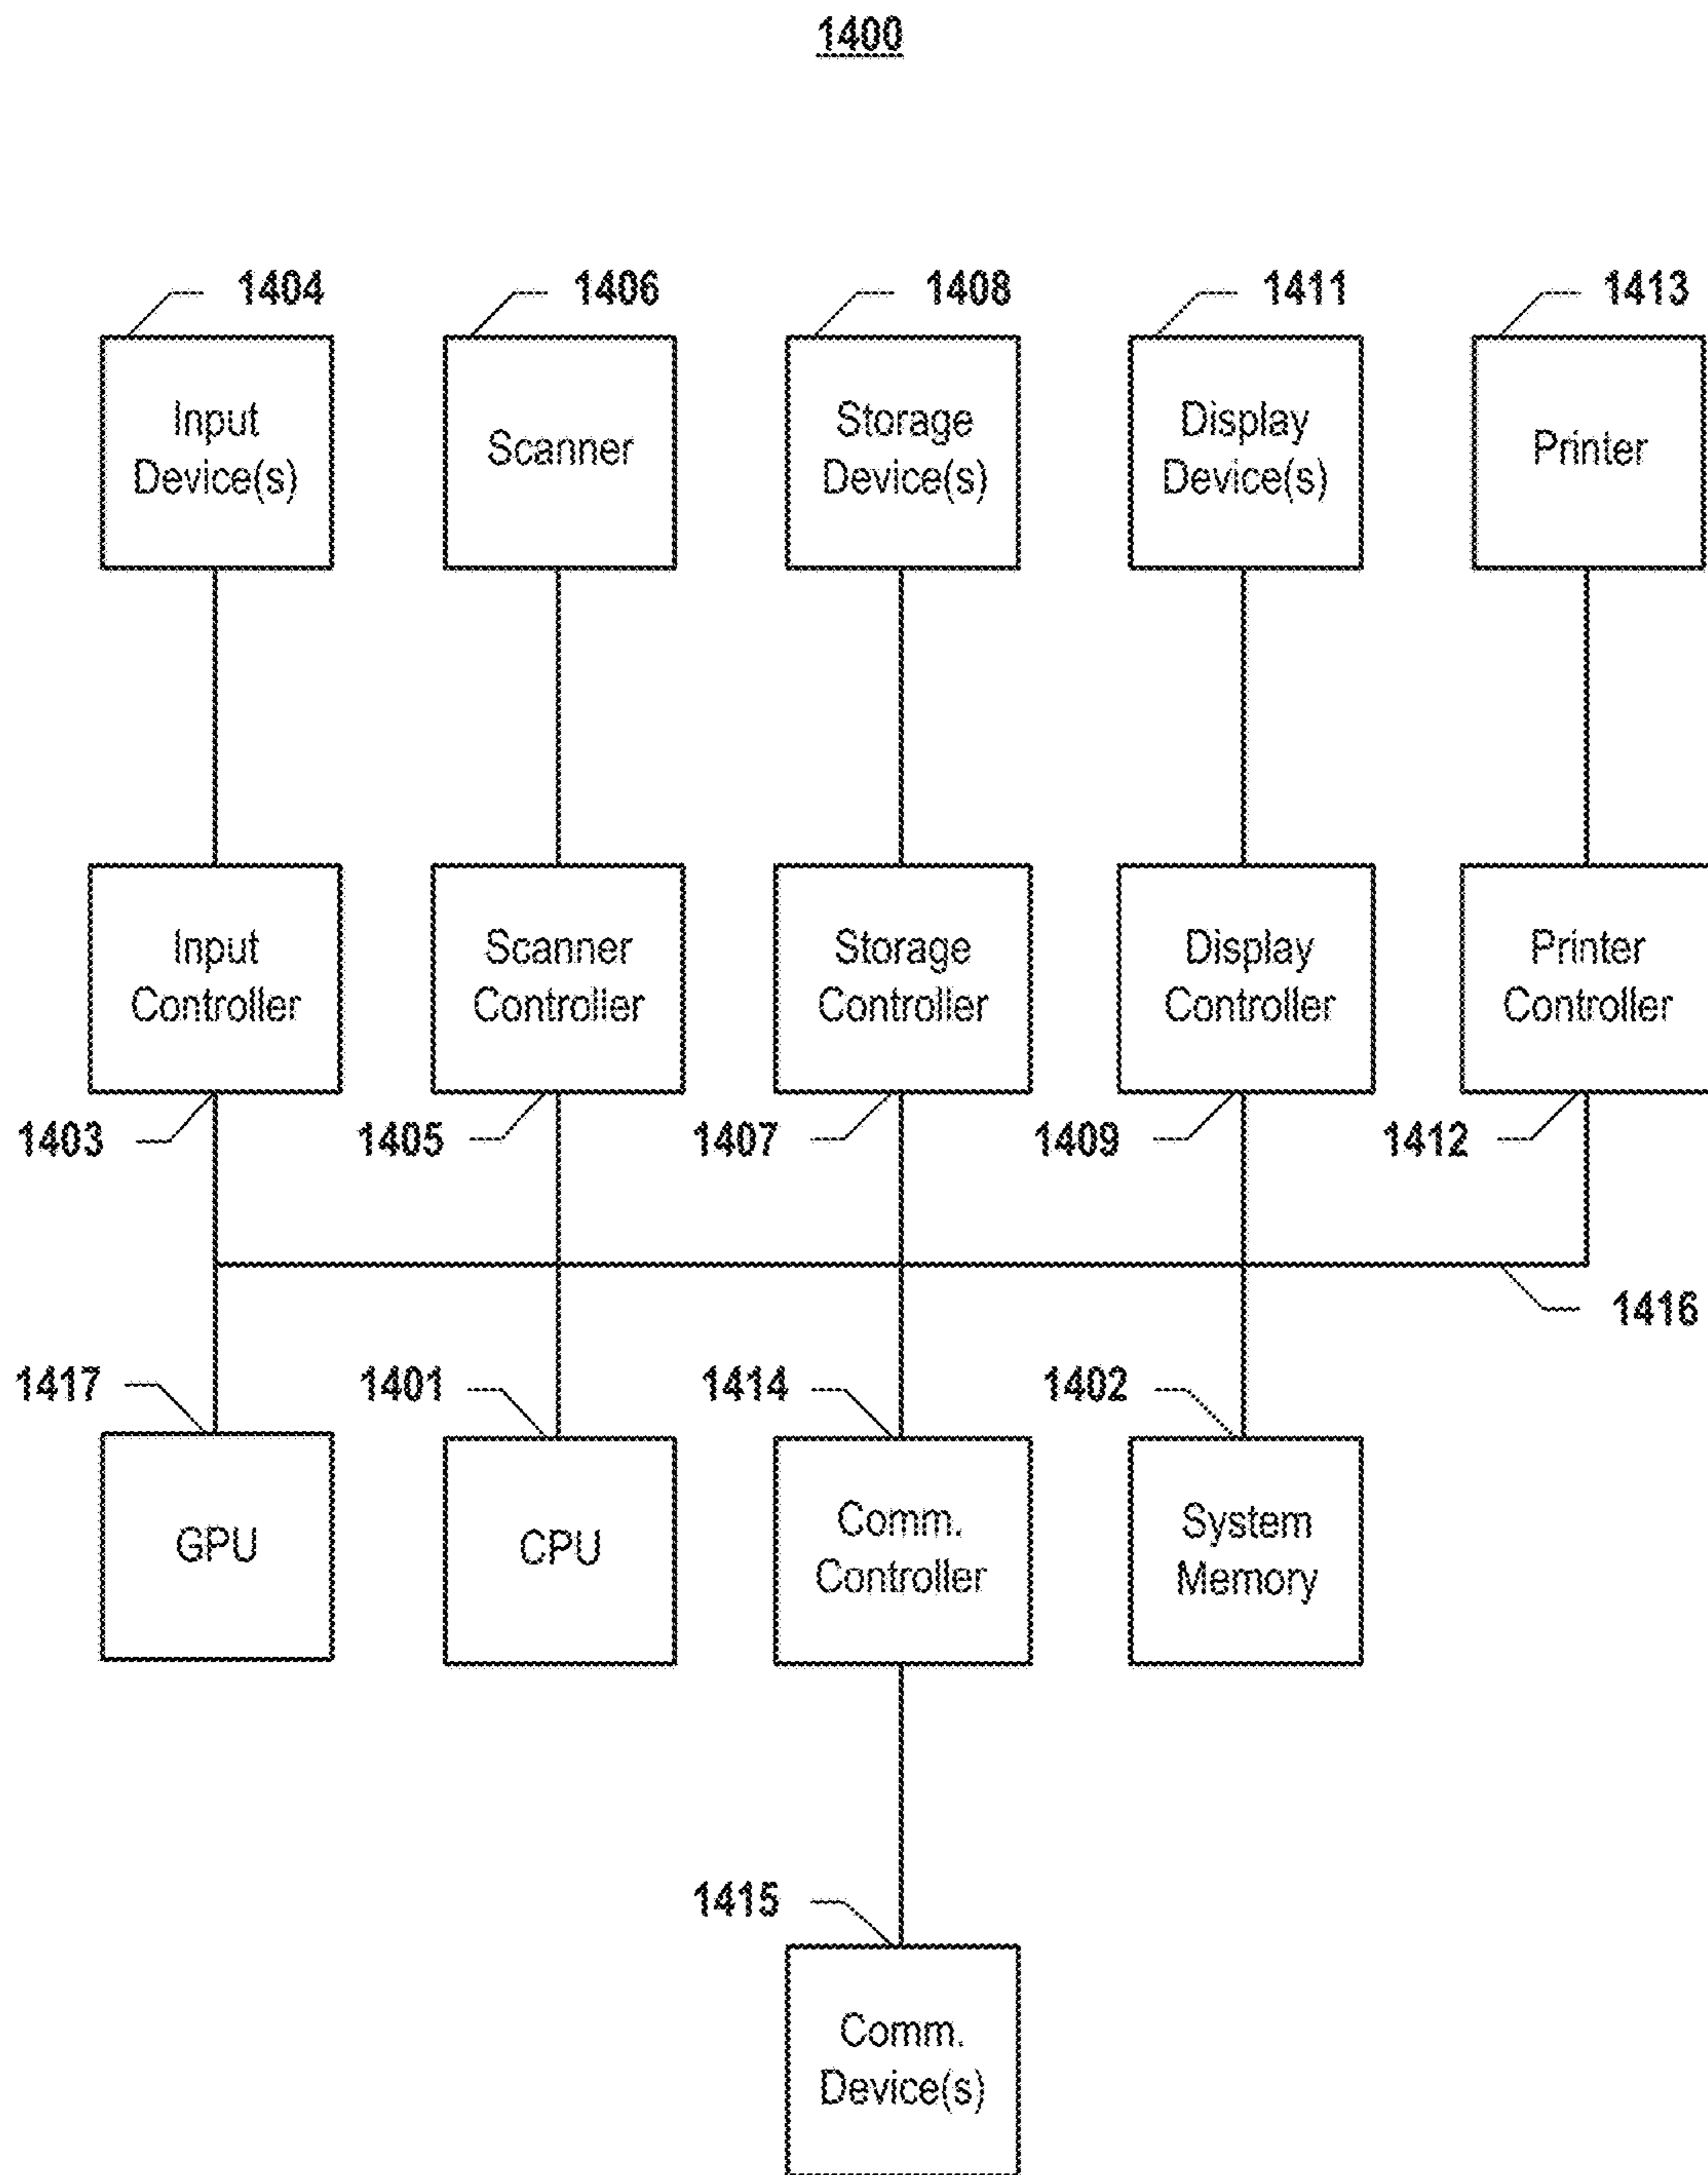 1400
1404
1406
1408
1411
1413
Input
Device(s)
Scanner
Storage
Device(s)
Display
Device(s)
Printer
Input
Controller
Scanner
Controller
Storage
Controller
Display
Controller
Printer
Controller
1403
1405
1407
1409
1412
1416
1417
1401
1414
1402
GPU
CPU
Comm.
Controller
System
Memory
1415
Comm.
Device(s)